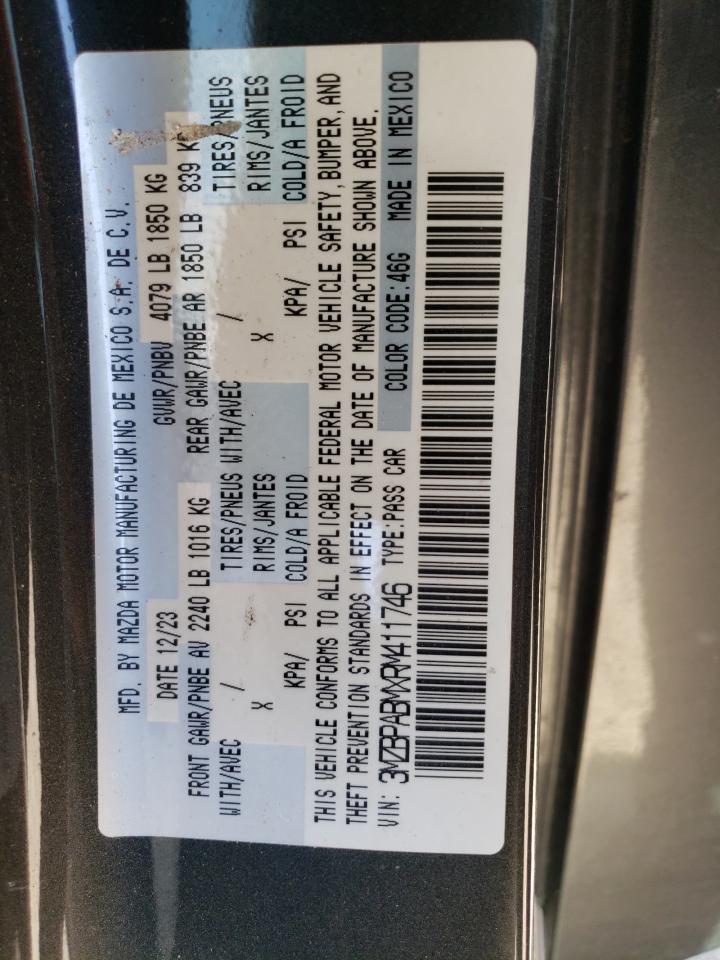 MFD. BY MAZDA MOTOR MANUFACTURING DE MEXICO S.A. DE C.V.
DATE 12/23 GVWR/PNBV 4079 LB 1850 KG
FRONT GAWR/PNBE AV 2240 LB 1016 KG REAR GAWR/PNBE AR 1850 LB 839 KG
WITH/AVEC / TIRES/PNEUS WITH/AVEC / TIRES/PNEUS
X RIMS/JANTES X RIMS/JANTES
KPA/ PSI COLD/A FROID KPA/ PSI COLD/A FROID
THIS VEHICLE CONFORMS TO ALL APPLICABLE FEDERAL MOTOR VEHICLE SAFETY, BUMPER, AND
THEFT PREVENTION STANDARDS IN EFFECT ON THE DATE OF MANUFACTURE SHOWN ABOVE.
VIN: 3MZBPABMXRM411746 TYPE:PASS CAR COLOR CODE:46G MADE IN MEXICO